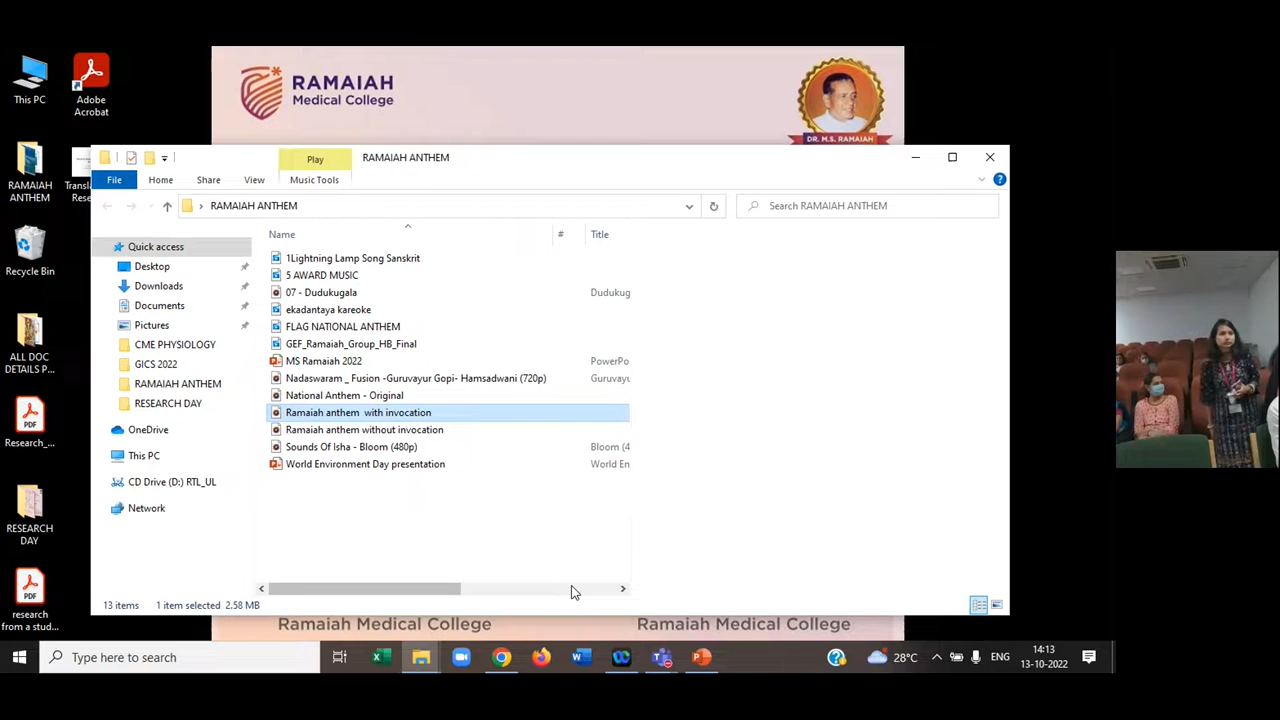 This PC
Adobe
Acrobat
RAMAIAH
ANTHEM
Recycle Bin
ALL DOC
DETAILS P...
PDF
Research_...
RESEARCH
DAY
PDF
research
from a stud...
RAMAIAH
Medical College
DR. M.S. RAMAIAH
Play
RAMAIAH ANTHEM
File
Home
Share
View
Music Tools
RAMAIAH ANTHEM
Search RAMAIAH ANTHEM
Quick access
Desktop
Downloads
Documents
Pictures
CME PHYSIOLOGY
GICS 2022
RAMAIAH ANTHEM
RESEARCH DAY
OneDrive
This PC
CD Drive (D:) RTL_UL
Network
Name # Title
1Lightning Lamp Song Sanskrit
5 AWARD MUSIC
07 - Dudukugala Dudukug
ekadantaya kareoke
FLAG NATIONAL ANTHEM
GEF_Ramaiah_Group_HB_Final
MS Ramaiah 2022 PowerPo
Nadaswaram _ Fusion -Guruvayur Gopi- Hamsadwani (720p) Guruvayu
National Anthem - Original
Ramaiah anthem  with invocation
Ramaiah anthem without invocation
Sounds Of Isha - Bloom (480p) Bloom (4
World Environment Day presentation World En
13 items 1 item selected 2.58 MB
Ramaiah Medical College Ramaiah Medical College
Type here to search
28°C ENG
14:13
13-10-2022